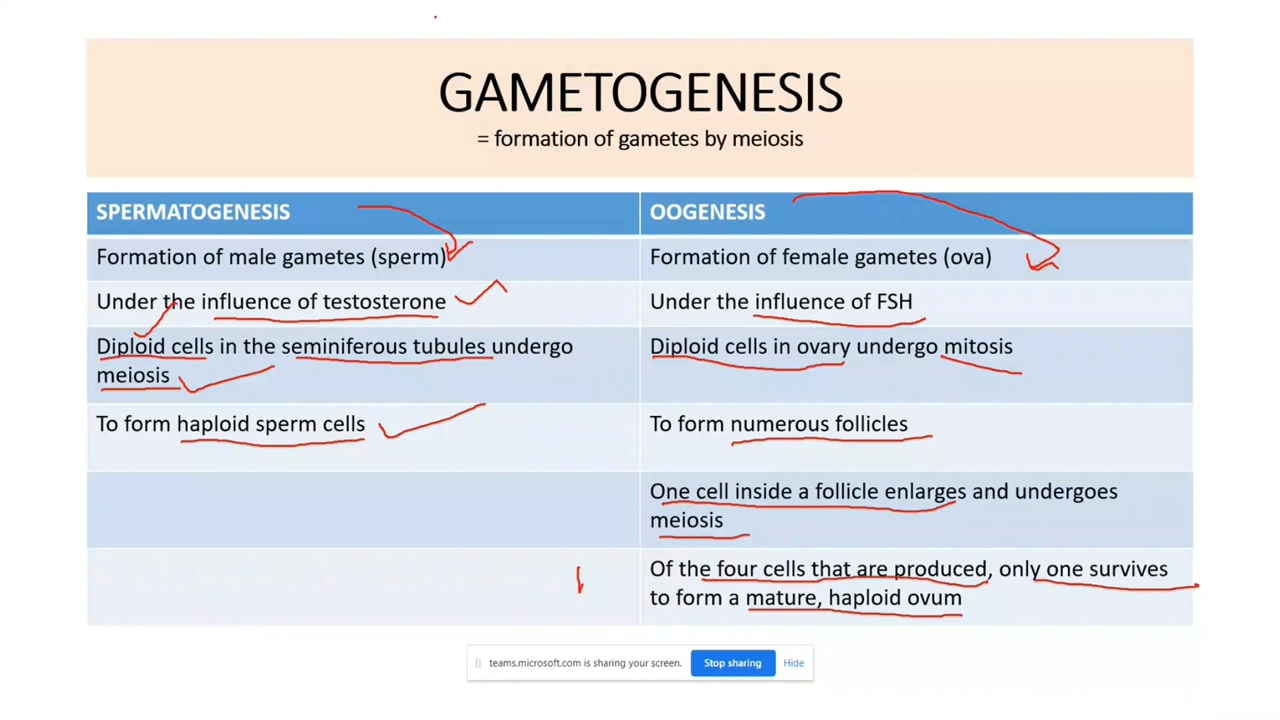 GAMETOGENESIS
= formation of gametes by meiosis
SPERMATOGENESIS
OOGENESIS
Formation of male gametes (sperm)
Formation of female gametes (ova)
Under the influence of testosterone
Under the influence of FSH
Diploid cells in the seminiferous tubules undergo
meiosis
Diploid cells in ovary undergo mitosis
To form haploid sperm cells
To form numerous follicles
One cell inside a follicle enlarges and undergoes
meiosis
Of the four cells that are produced, only one survives
to form a mature, haploid ovum
teams.microsoft.com is sharing your screen.
Stop sharing
Hide